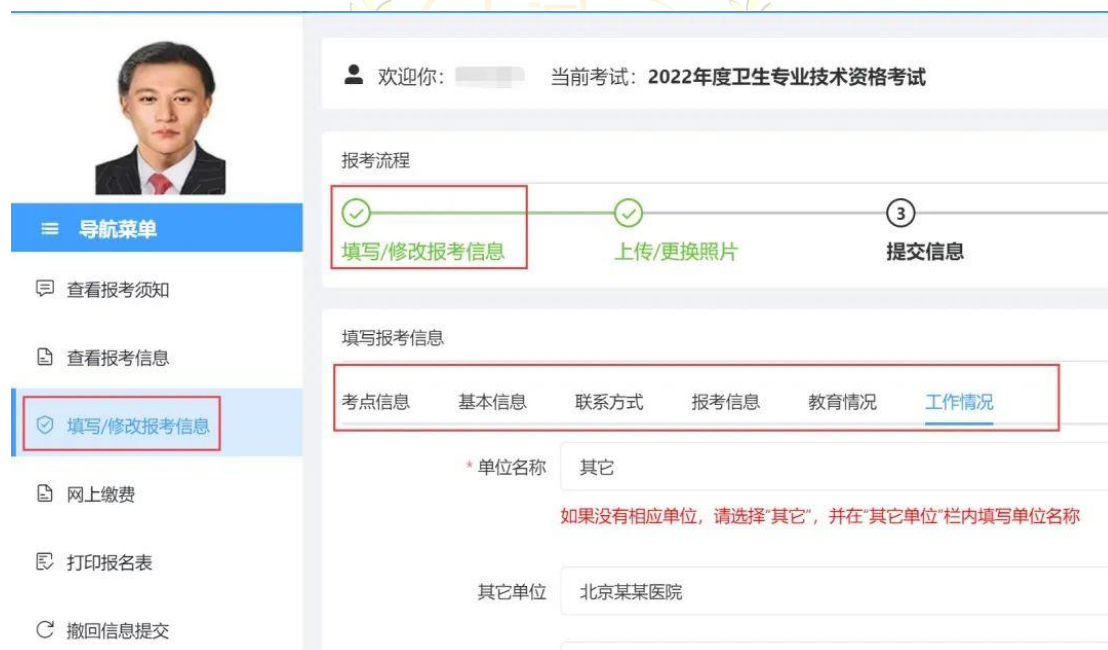 欢迎你： 当前考试：2022年度卫生专业技术资格考试
报考流程
3
填写/修改报考信息 上传/更换照片 提交信息
导航菜单
查看报考须知
查看报考信息
填写/修改报考信息
网上缴费
打印报名表
撤回信息提交
填写报考信息
考点信息 基本信息 联系方式 报考信息 教育情况 工作情况
* 单位名称 其它
如果没有相应单位，请选择“其它”，并在“其它单位”栏内填写单位名称
其它单位 北京某某医院